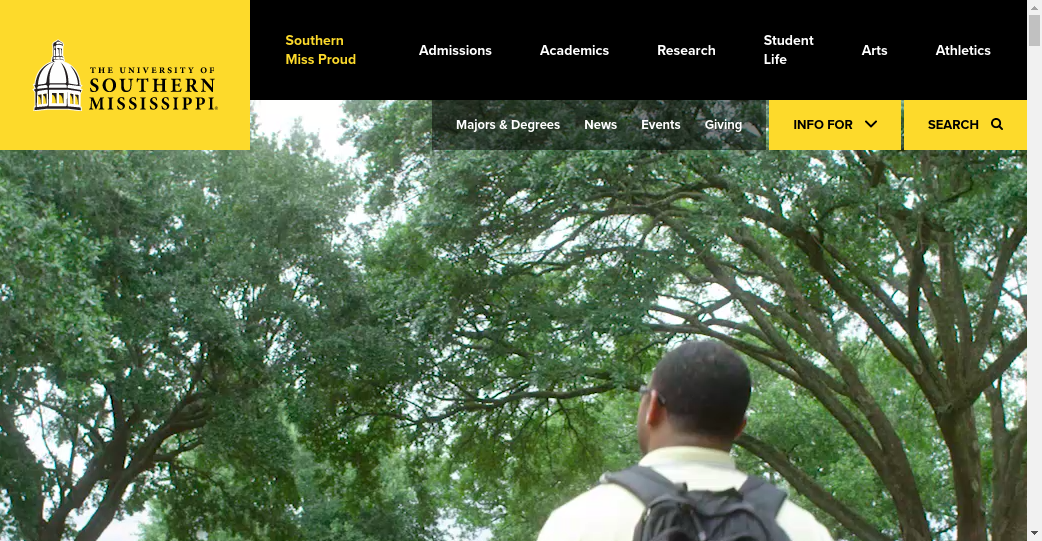 THE UNIVERSITY OF
SOUTHERN
MISSISSIPPI®
Southern
Miss Proud
Admissions
Academics
Research
Student
Life
Arts
Athletics
Majors & Degrees
News
Events
Giving
INFO FOR
SEARCH